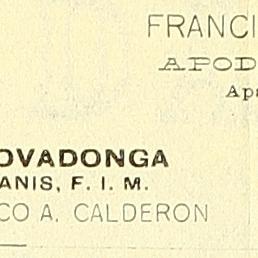 FRANCI
APOD
Apa
OVADONGA
ANIS, F. I. M.
CO A. CALDERON